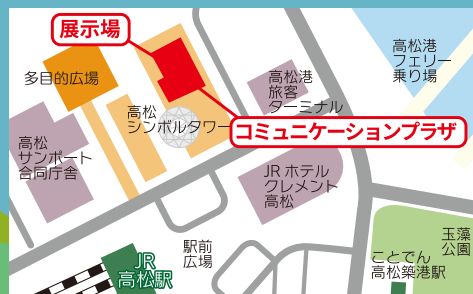 展示場
多目的広場
高松港
フェリー
乗り場
高松港
旅客
ターミナル
高松
シンボルタワー
コミュニケーションプラザ
高松
サンポート
合同庁舎
JRホテル
クレメント
高松
駅前
広場
JR
高松駅
玉藻
公園
ことでん
高松築港駅